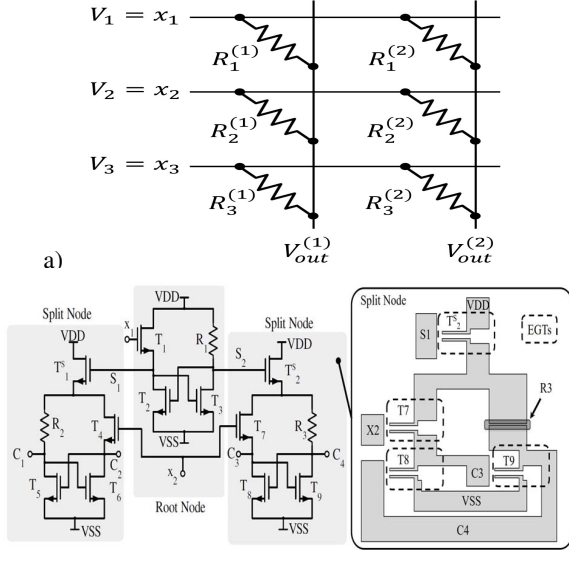 V₁ = x₁
R₁⁽¹⁾ R₁⁽²⁾
V₂ = x₂
R₂⁽¹⁾ R₂⁽²⁾
V₃ = x₃
R₃⁽¹⁾ R₃⁽²⁾
Vout⁽¹⁾ Vout⁽²⁾
a)
Split Node
VDD
Tˢ₁
S₁
R₂
T₄
C₁
C₂
T₅
T₆
VSS
VDD
x₁
T₁
R₁
T₂
T₃
VSS
x₂
Root Node
Split Node
VDD
S₂
Tˢ₂
T₇
R₃
C₃
C₄
T₈
T₉
VSS
Split Node
VDD
S1
Tˢ₂
EGTs
R3
T7
X2
T8
C3
T9
VSS
C4